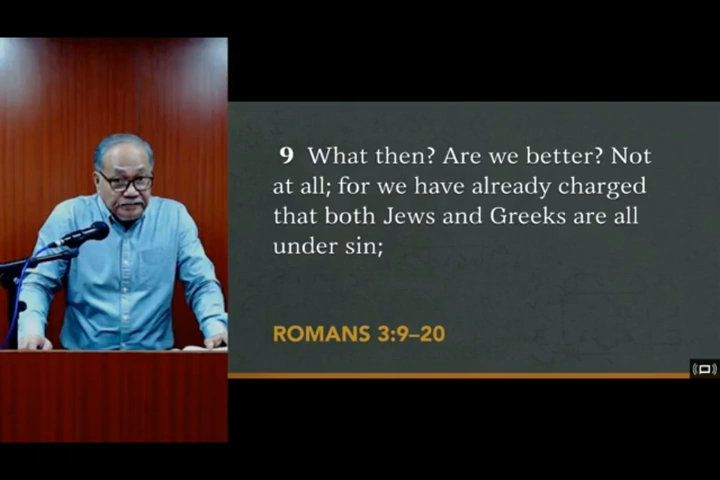 9 What then? Are we better? Not
at all; for we have already charged
that both Jews and Greeks are all
under sin;
ROMANS 3:9–20